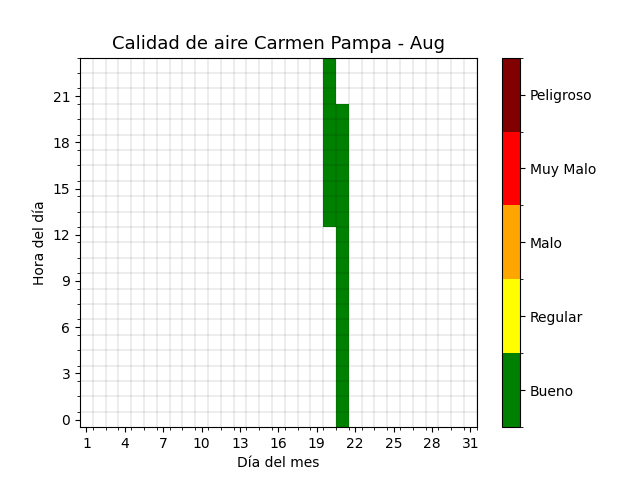 Calidad de aire Carmen Pampa - Aug
21
18
15
12
9
6
3
0
Hora del día
1 4 7 10 13 16 19 22 25 28 31
Día del mes
Peligroso
Muy Malo
Malo
Regular
Bueno